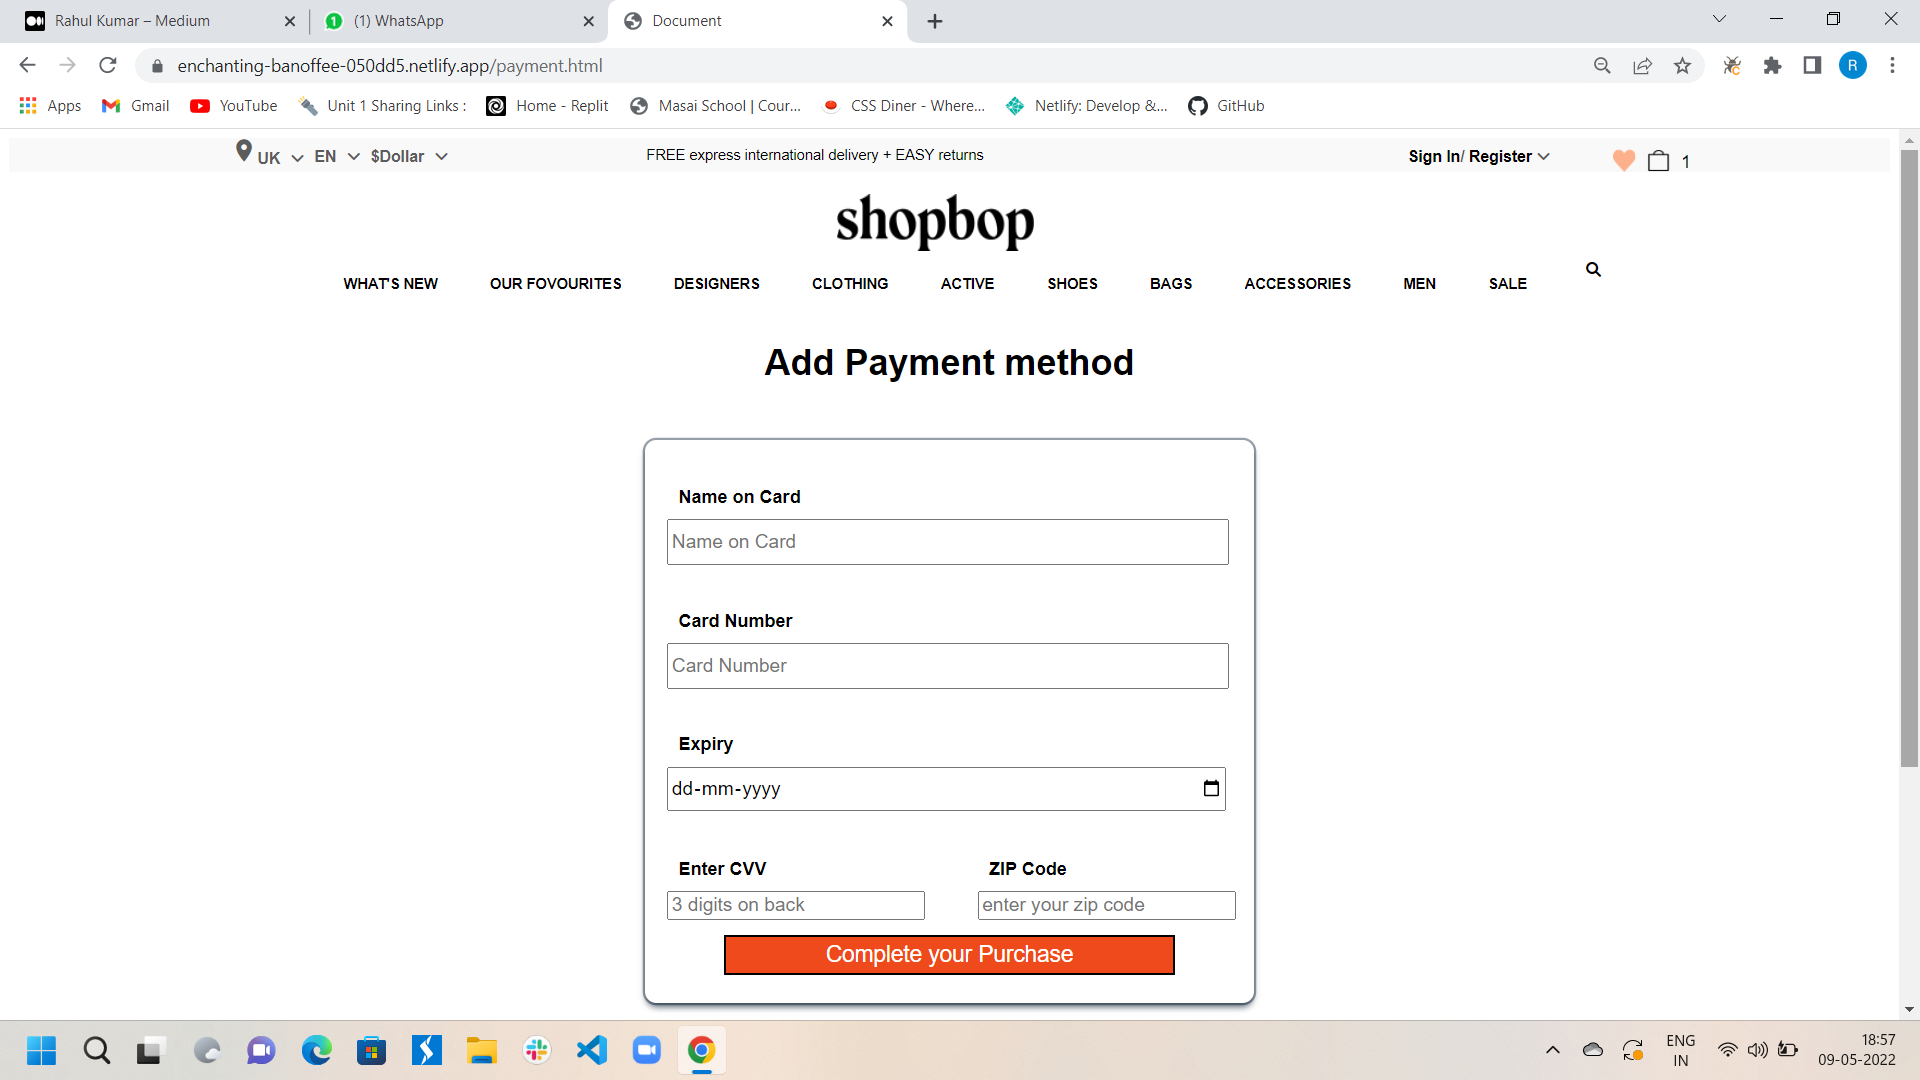 Rahul Kumar – Medium
(1) WhatsApp
Document
enchanting-banoffee-050dd5.netlify.app/payment.html
R
Apps
Gmail
YouTube
Unit 1 Sharing Links :
Home - Replit
Masai School | Cour...
CSS Diner - Where...
Netlify: Develop &...
GitHub
UK
EN
$Dollar
FREE express international delivery + EASY returns
Sign In/ Register
1
shopbop
WHAT'S NEW
OUR FOVOURITES
DESIGNERS
CLOTHING
ACTIVE
SHOES
BAGS
ACCESSORIES
MEN
SALE
Add Payment method
Name on Card
Name on Card
Card Number
Card Number
Expiry
dd-mm-yyyy
Enter CVV
ZIP Code
3 digits on back
enter your zip code
Complete your Purchase
ENG
IN
18:57
09-05-2022